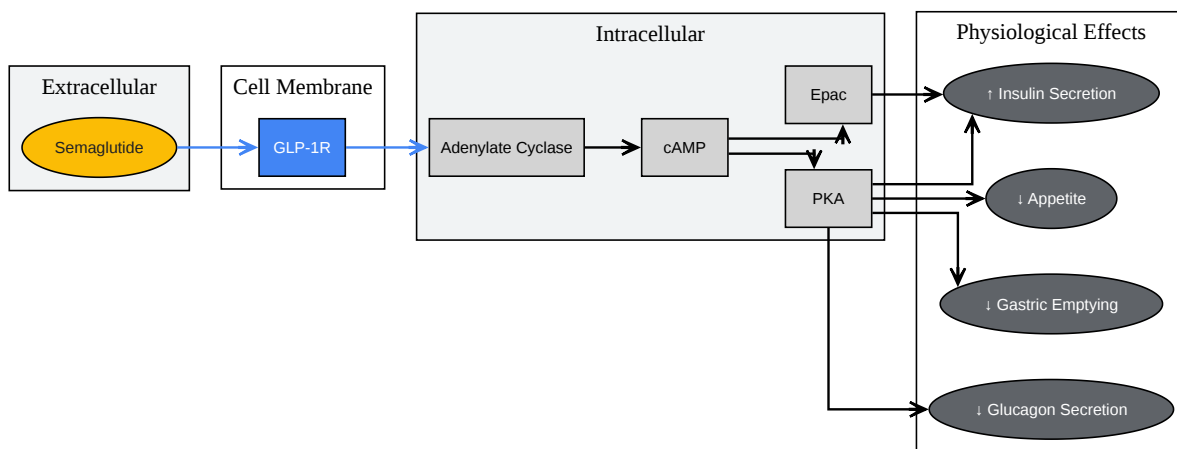 Extracellular
Semaglutide
Cell Membrane
GLP-1R
Intracellular
Adenylate Cyclase
cAMP
Epac
PKA
Physiological Effects
↑ Insulin Secretion
↓ Appetite
↓ Gastric Emptying
↓ Glucagon Secretion